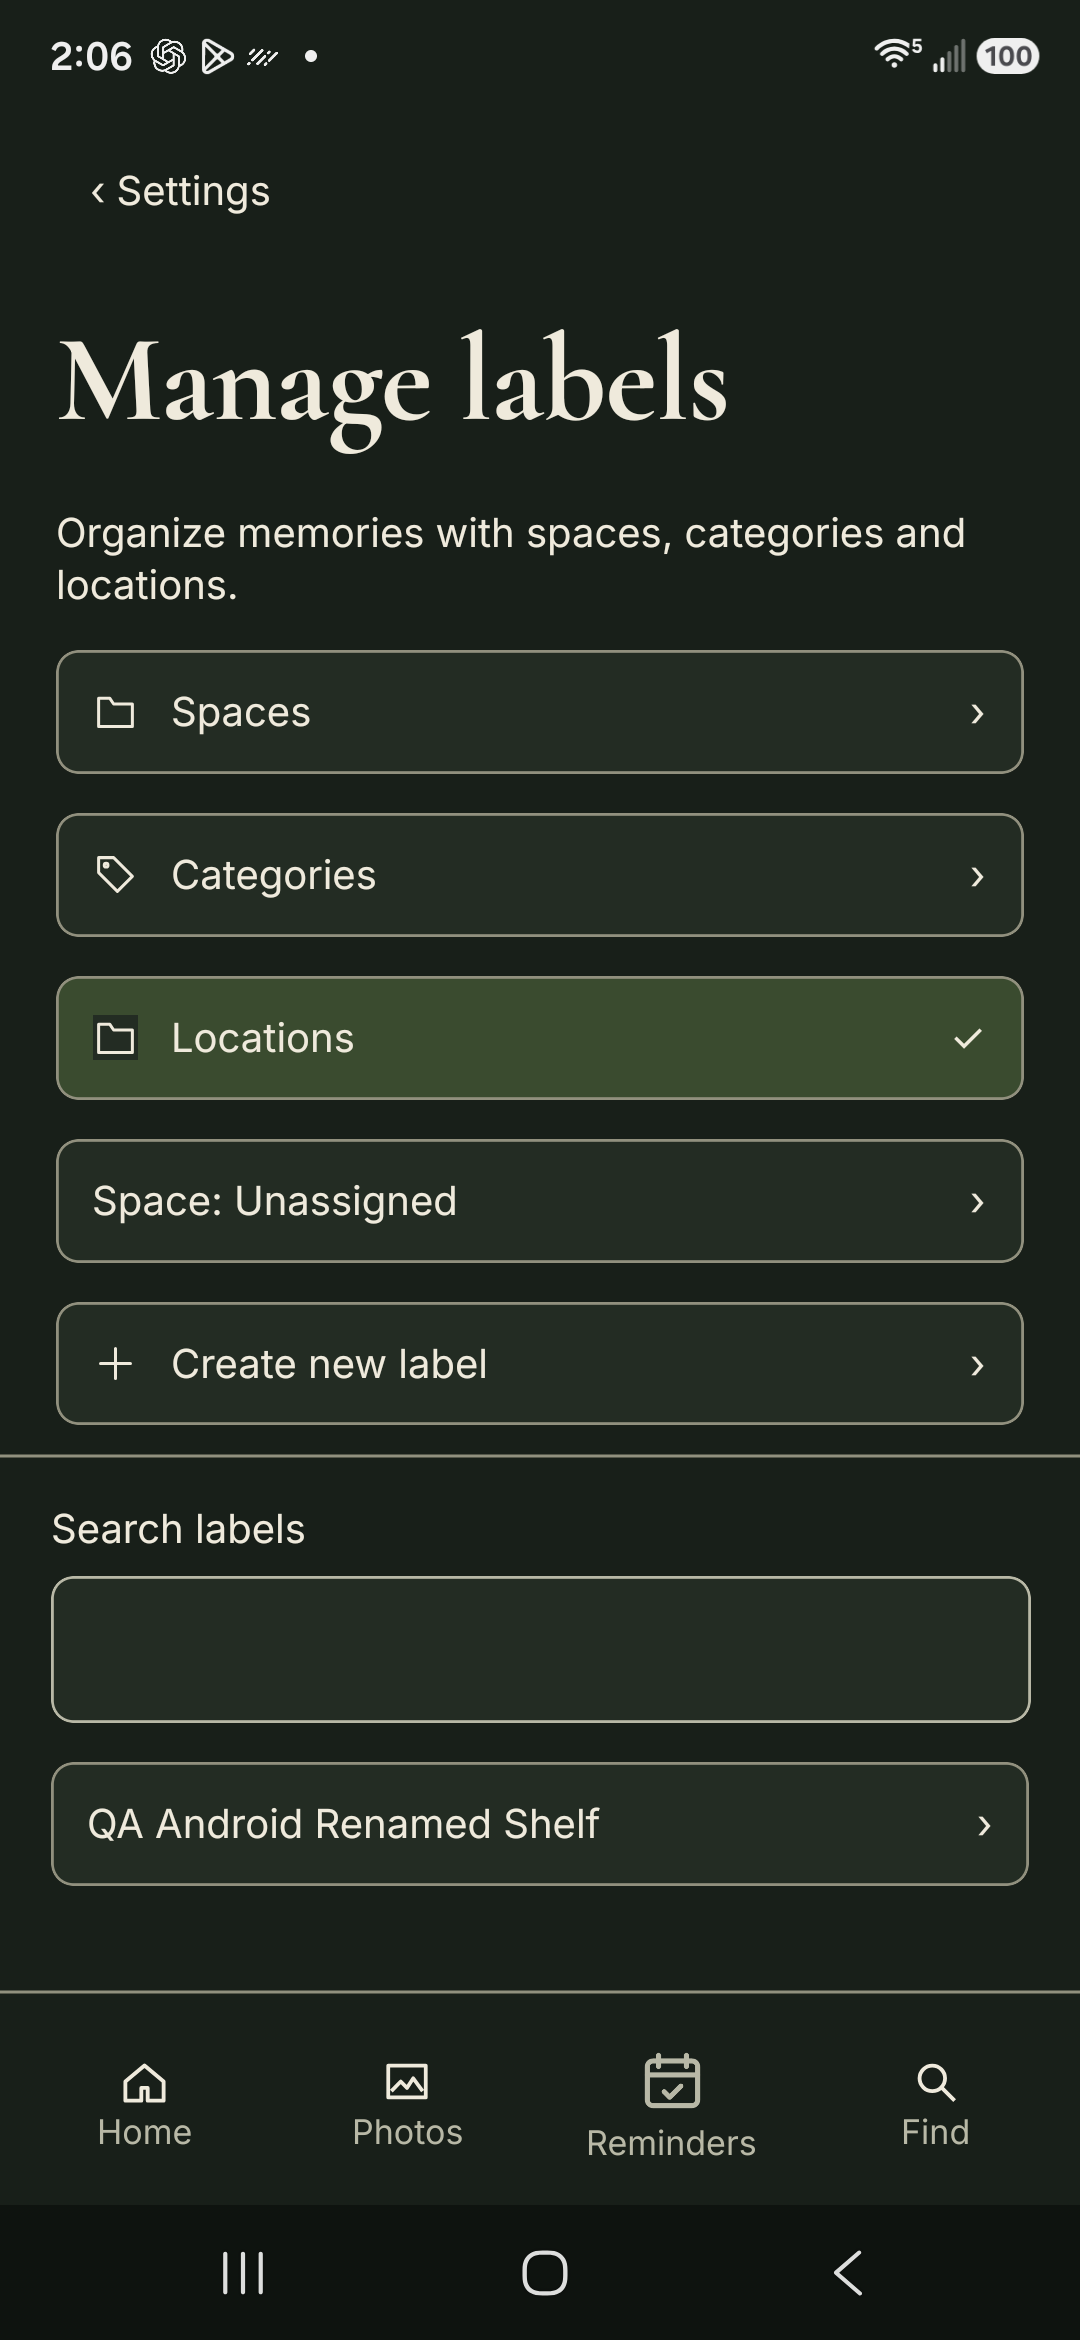 2:06
5
100
‹ Settings
Manage labels
Organize memories with spaces, categories and
locations.
Spaces ›
Categories ›
Locations
Space: Unassigned ›
Create new label ›
Search labels
QA Android Renamed Shelf ›
Home
Photos
Reminders
Find